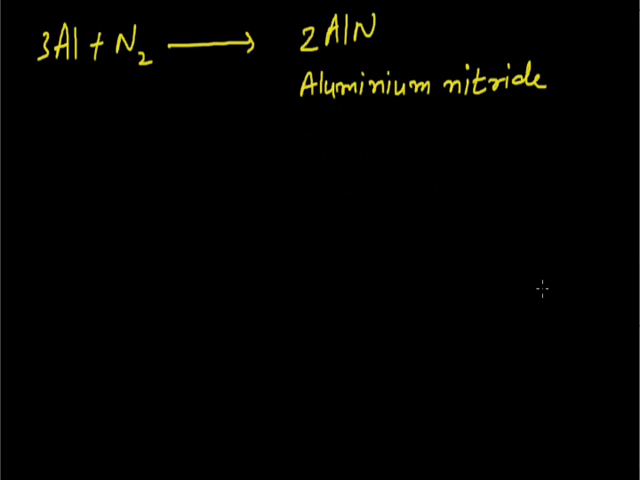 3Al + N₂ ⟶ 2AlN
Aluminium nitride